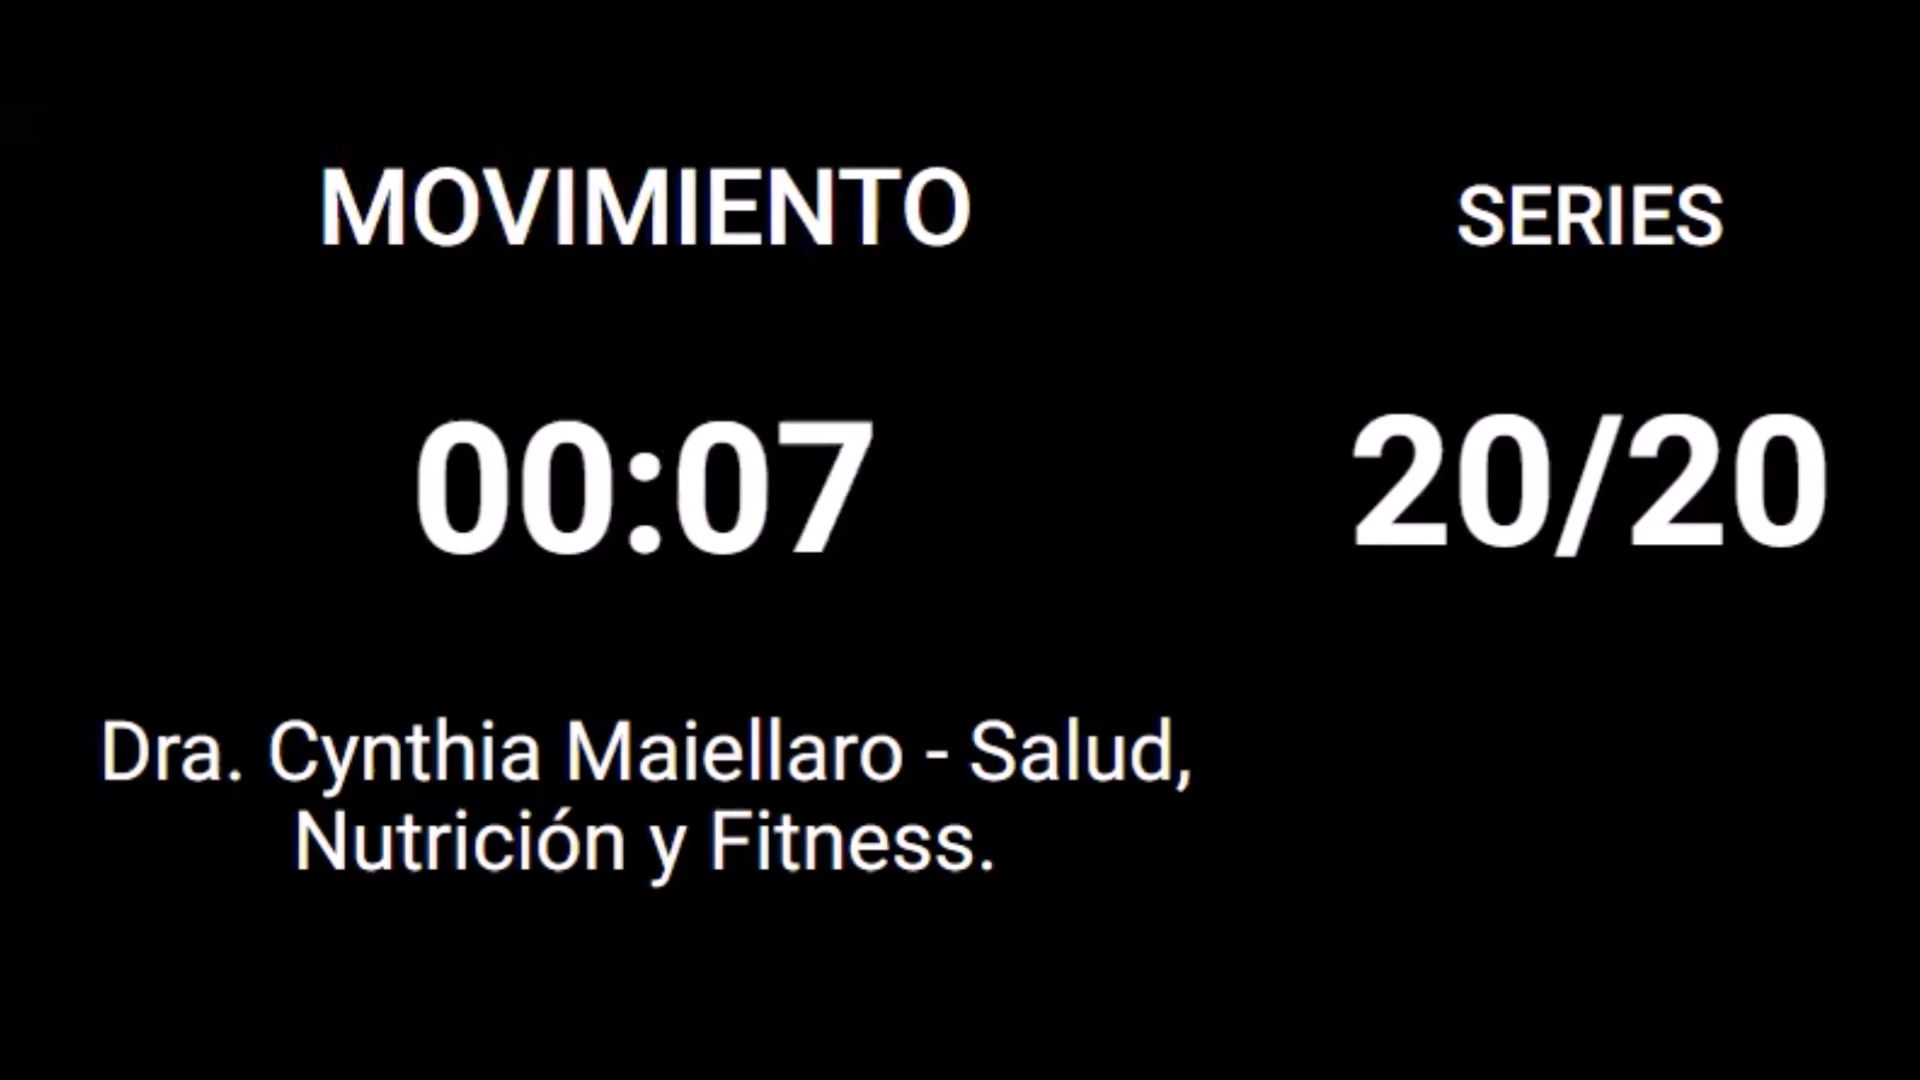 MOVIMIENTO
SERIES
00:07
20/20
Dra. Cynthia Maiellaro - Salud,
Nutrición y Fitness.